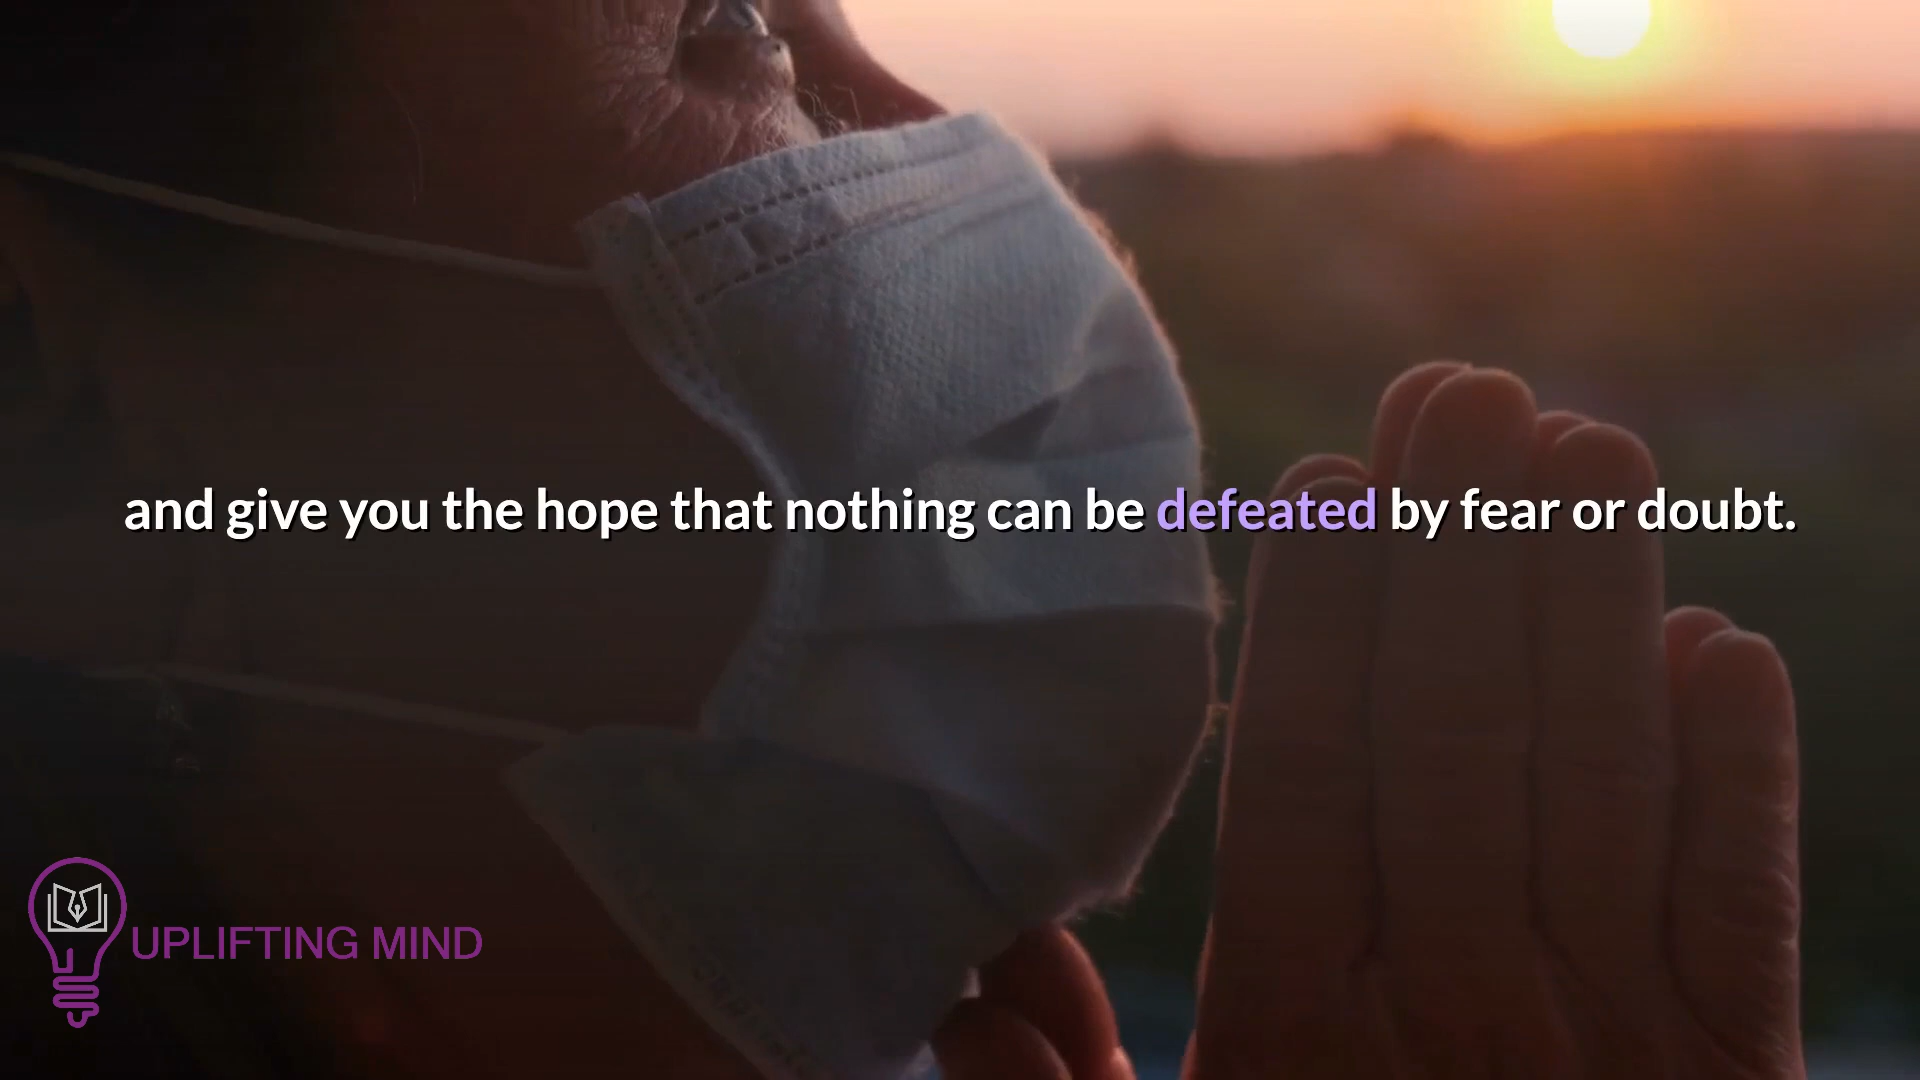 and give you the hope that nothing can be defeated by fear or doubt.
UPLIFTING MIND